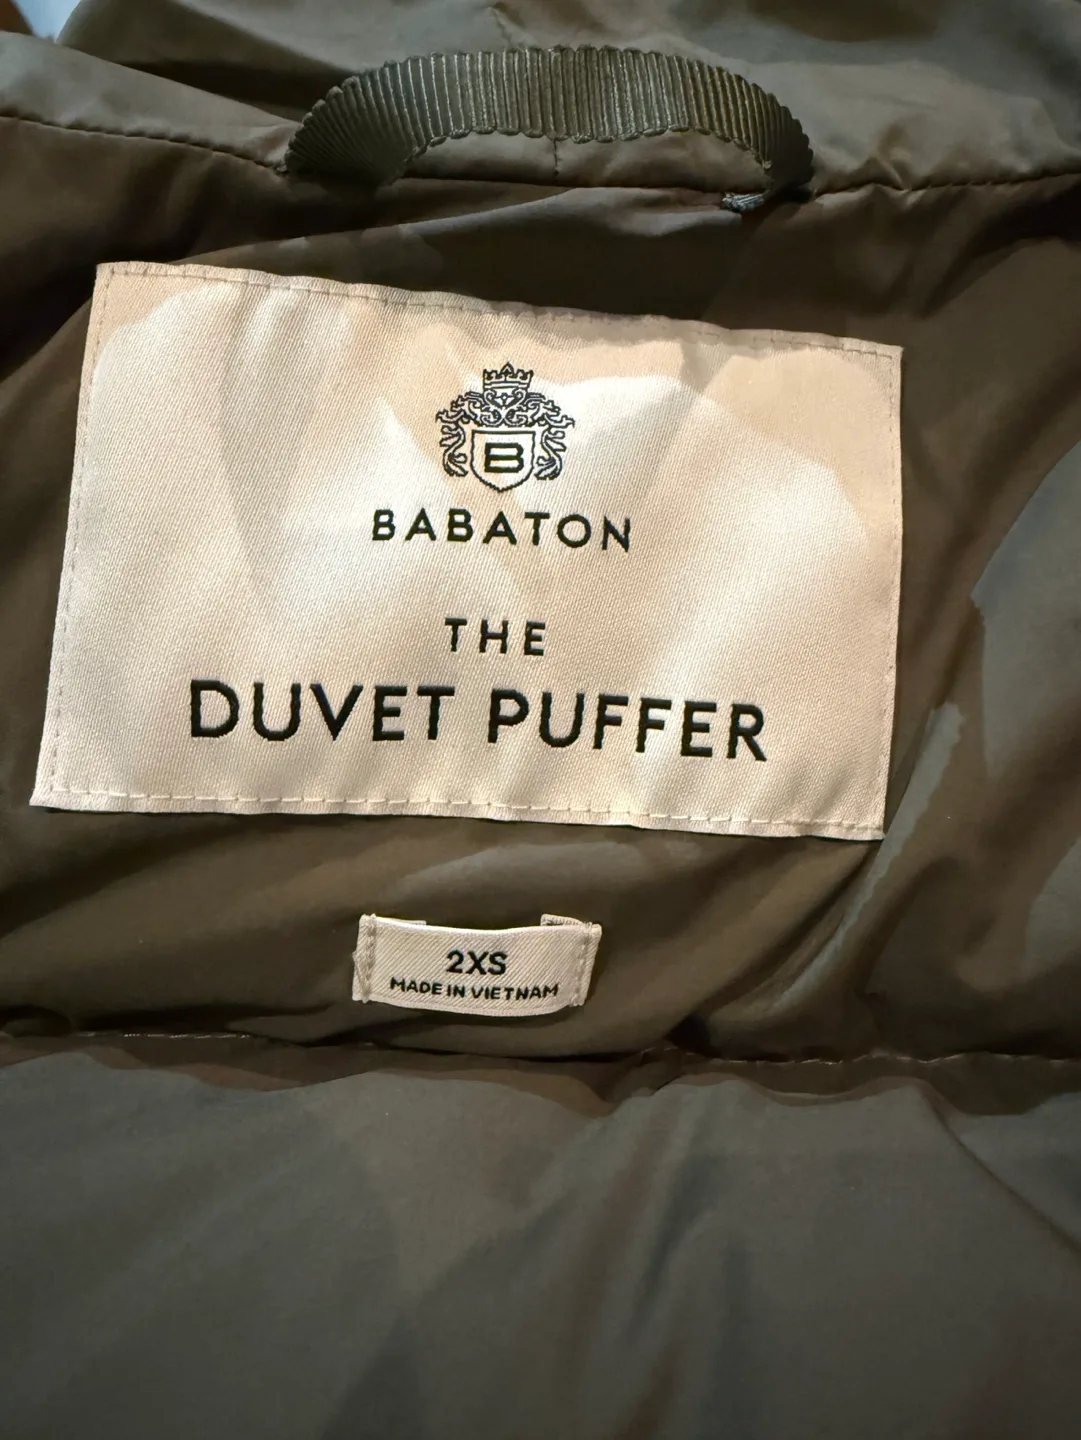 B
BABATON
THE
DUVET PUFFER
2XS
MADE IN VIETNAM